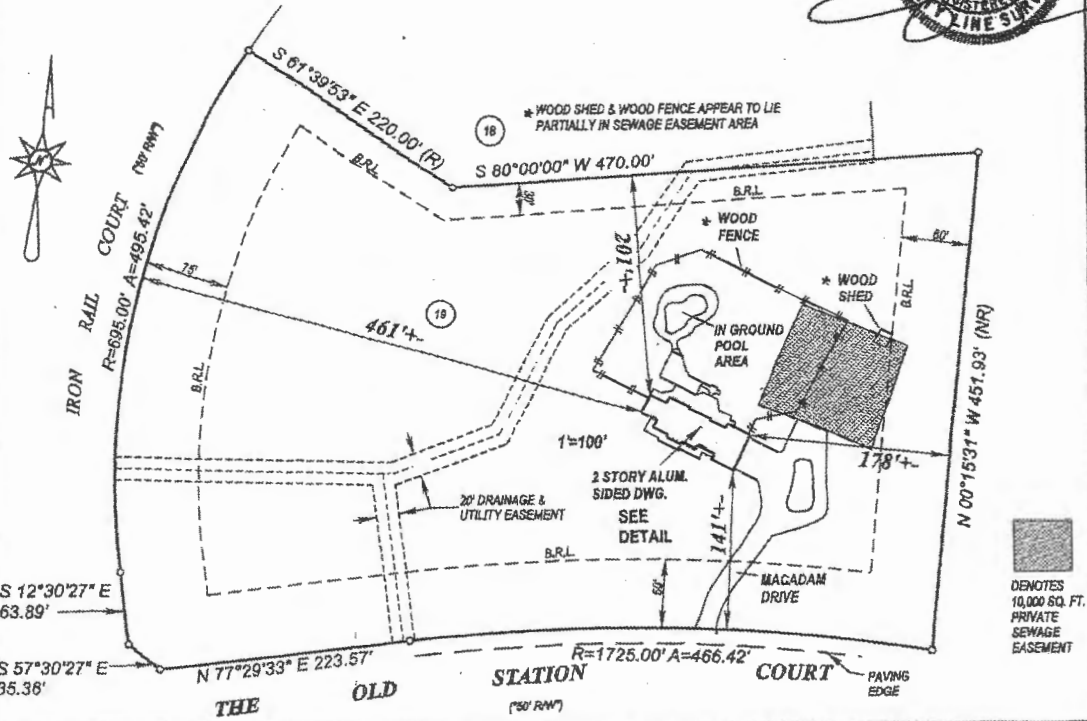 REGISTERE
TY LINE SURV
S 61°39'53" E 220.00' (R)
18
* WOOD SHED & WOOD FENCE APPEAR TO LIE
PARTIALLY IN SEWAGE EASEMENT AREA
S 80°00'00" W 470.00'
N
IRON RAIL COURT
("50' R/W")
R=695.00' A=495.42'
B.R.L.
30'
B.R.L.
60'
* WOOD
FENCE
201'+-
75'
* WOOD
SHED
B.R.L.
461'+-
19
IN GROUND
POOL
AREA
B.R.L.
1"=100'
178'+-
N 00°15'31" W 451.93' (NR)
2 STORY ALUM.
SIDED DWG.
SEE
DETAIL
20' DRAINAGE &
UTILITY EASEMENT
141'+-
B.R.L.
MACADAM
DRIVE
DENOTES
10,000 SQ. FT.
PRIVATE
SEWAGE
EASEMENT
S 12°30'27" E
63.89'
S 57°30'27" E
35.36'
N 77°29'33" E 223.57'
R=1725.00' A=466.42'
THE OLD STATION COURT
("50' R/W")
PAVING
EDGE